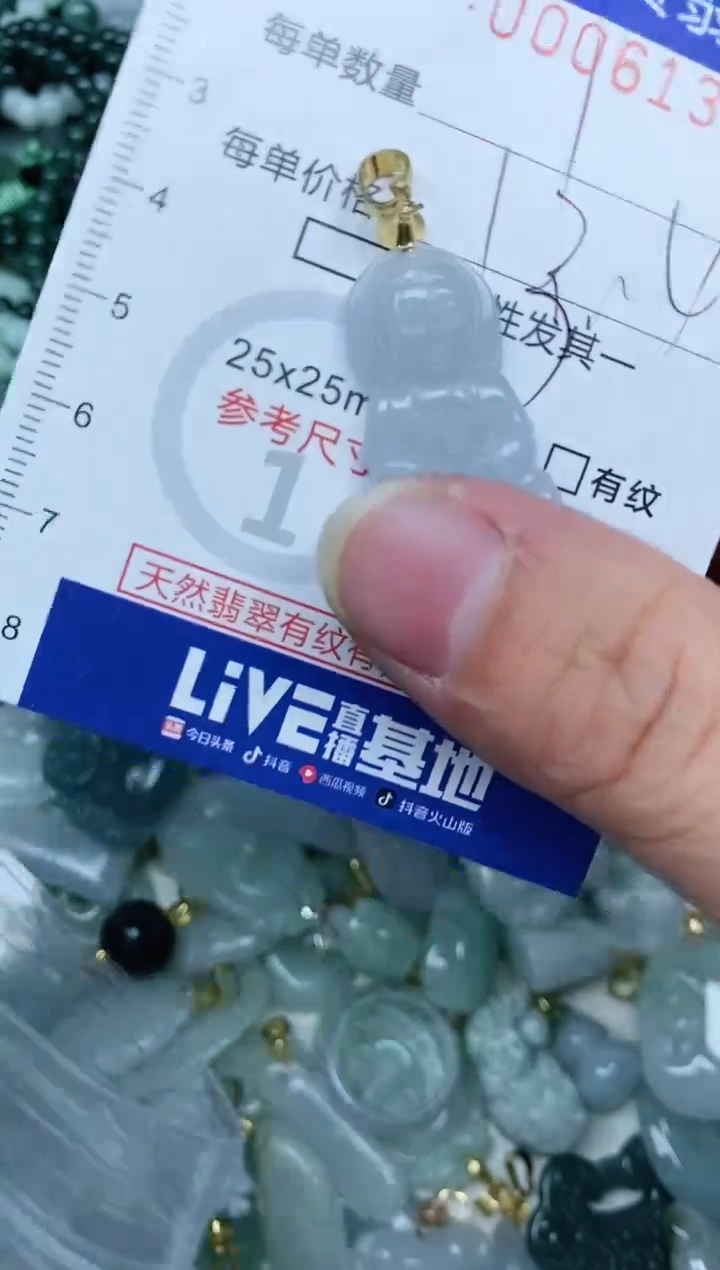 000613
每单数量
每单价格
13.0
性发其一
25x25m
参考尺寸
1
有纹
天然翡翠有纹有
LiVE直播基地
今日头条 抖音 西瓜视频 抖音火山版
3
4
5
6
7
8